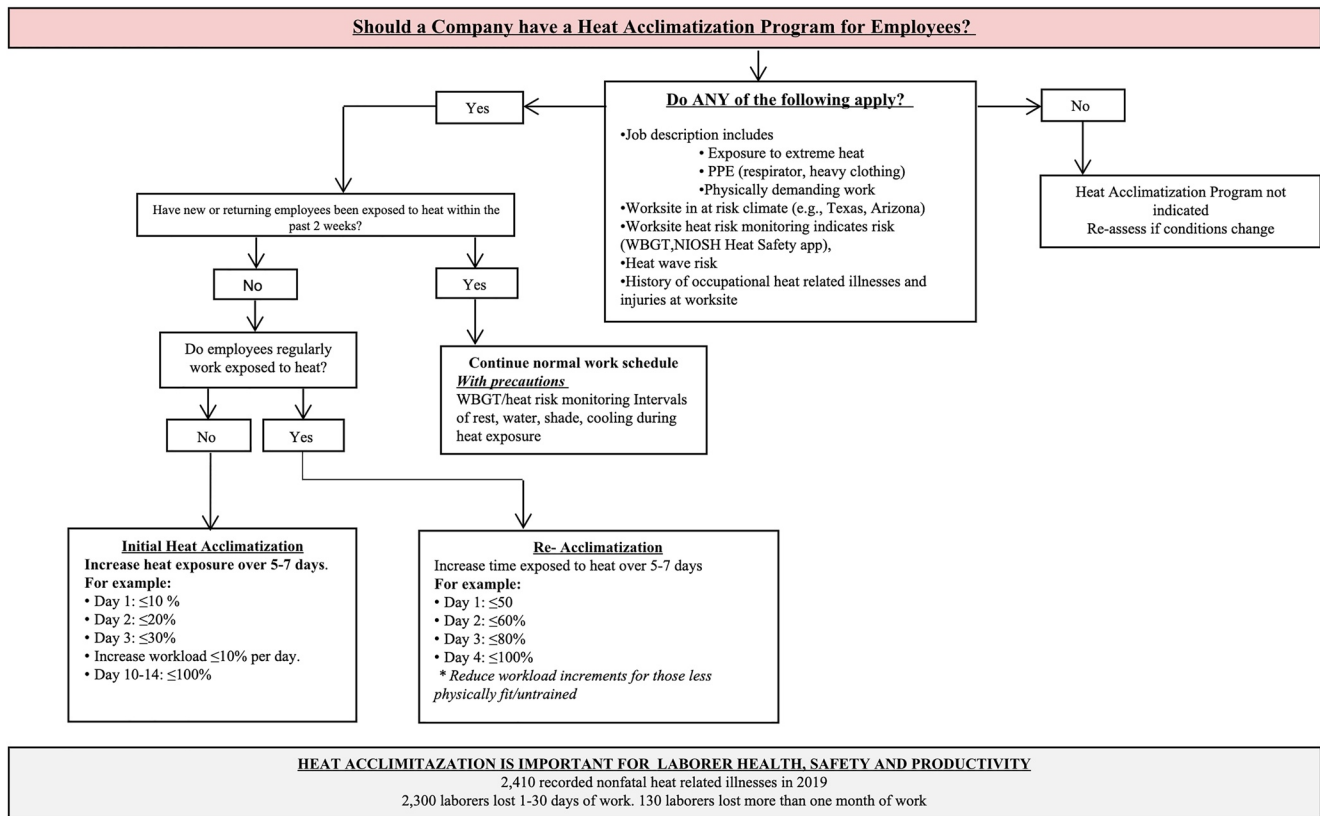 Should a Company have a Heat Acclimatization Program for Employees?
Do ANY of the following apply?
•Job description includes
• Exposure to extreme heat
• PPE (respirator, heavy clothing)
•Physically demanding work
•Worksite in at risk climate (e.g., Texas, Arizona)
•Worksite heat risk monitoring indicates risk
(WBGT,NIOSH Heat Safety app),
•Heat wave risk
•History of occupational heat related illnesses and
injuries at worksite
Yes
No
Heat Acclimatization Program not
indicated
Re-assess if conditions change
Have new or returning employees been exposed to heat within the
past 2 weeks?
No
Yes
Do employees regularly
work exposed to heat?
Continue normal work schedule
With precautions
WBGT/heat risk monitoring Intervals
of rest, water, shade, cooling during
heat exposure
No
Yes
Initial Heat Acclimatization
Increase heat exposure over 5-7 days.
For example:
• Day 1: ≤10 %
• Day 2: ≤20%
• Day 3: ≤30%
• Increase workload ≤10% per day.
• Day 10-14: ≤100%
Re- Acclimatization
Increase time exposed to heat over 5-7 days
For example:
• Day 1: ≤50
• Day 2: ≤60%
• Day 3: ≤80%
• Day 4: ≤100%
* Reduce workload increments for those less
physically fit/untrained
HEAT ACCLIMITAZATION IS IMPORTANT FOR LABORER HEALTH, SAFETY AND PRODUCTIVITY
2,410 recorded nonfatal heat related illnesses in 2019
2,300 laborers lost 1-30 days of work. 130 laborers lost more than one month of work